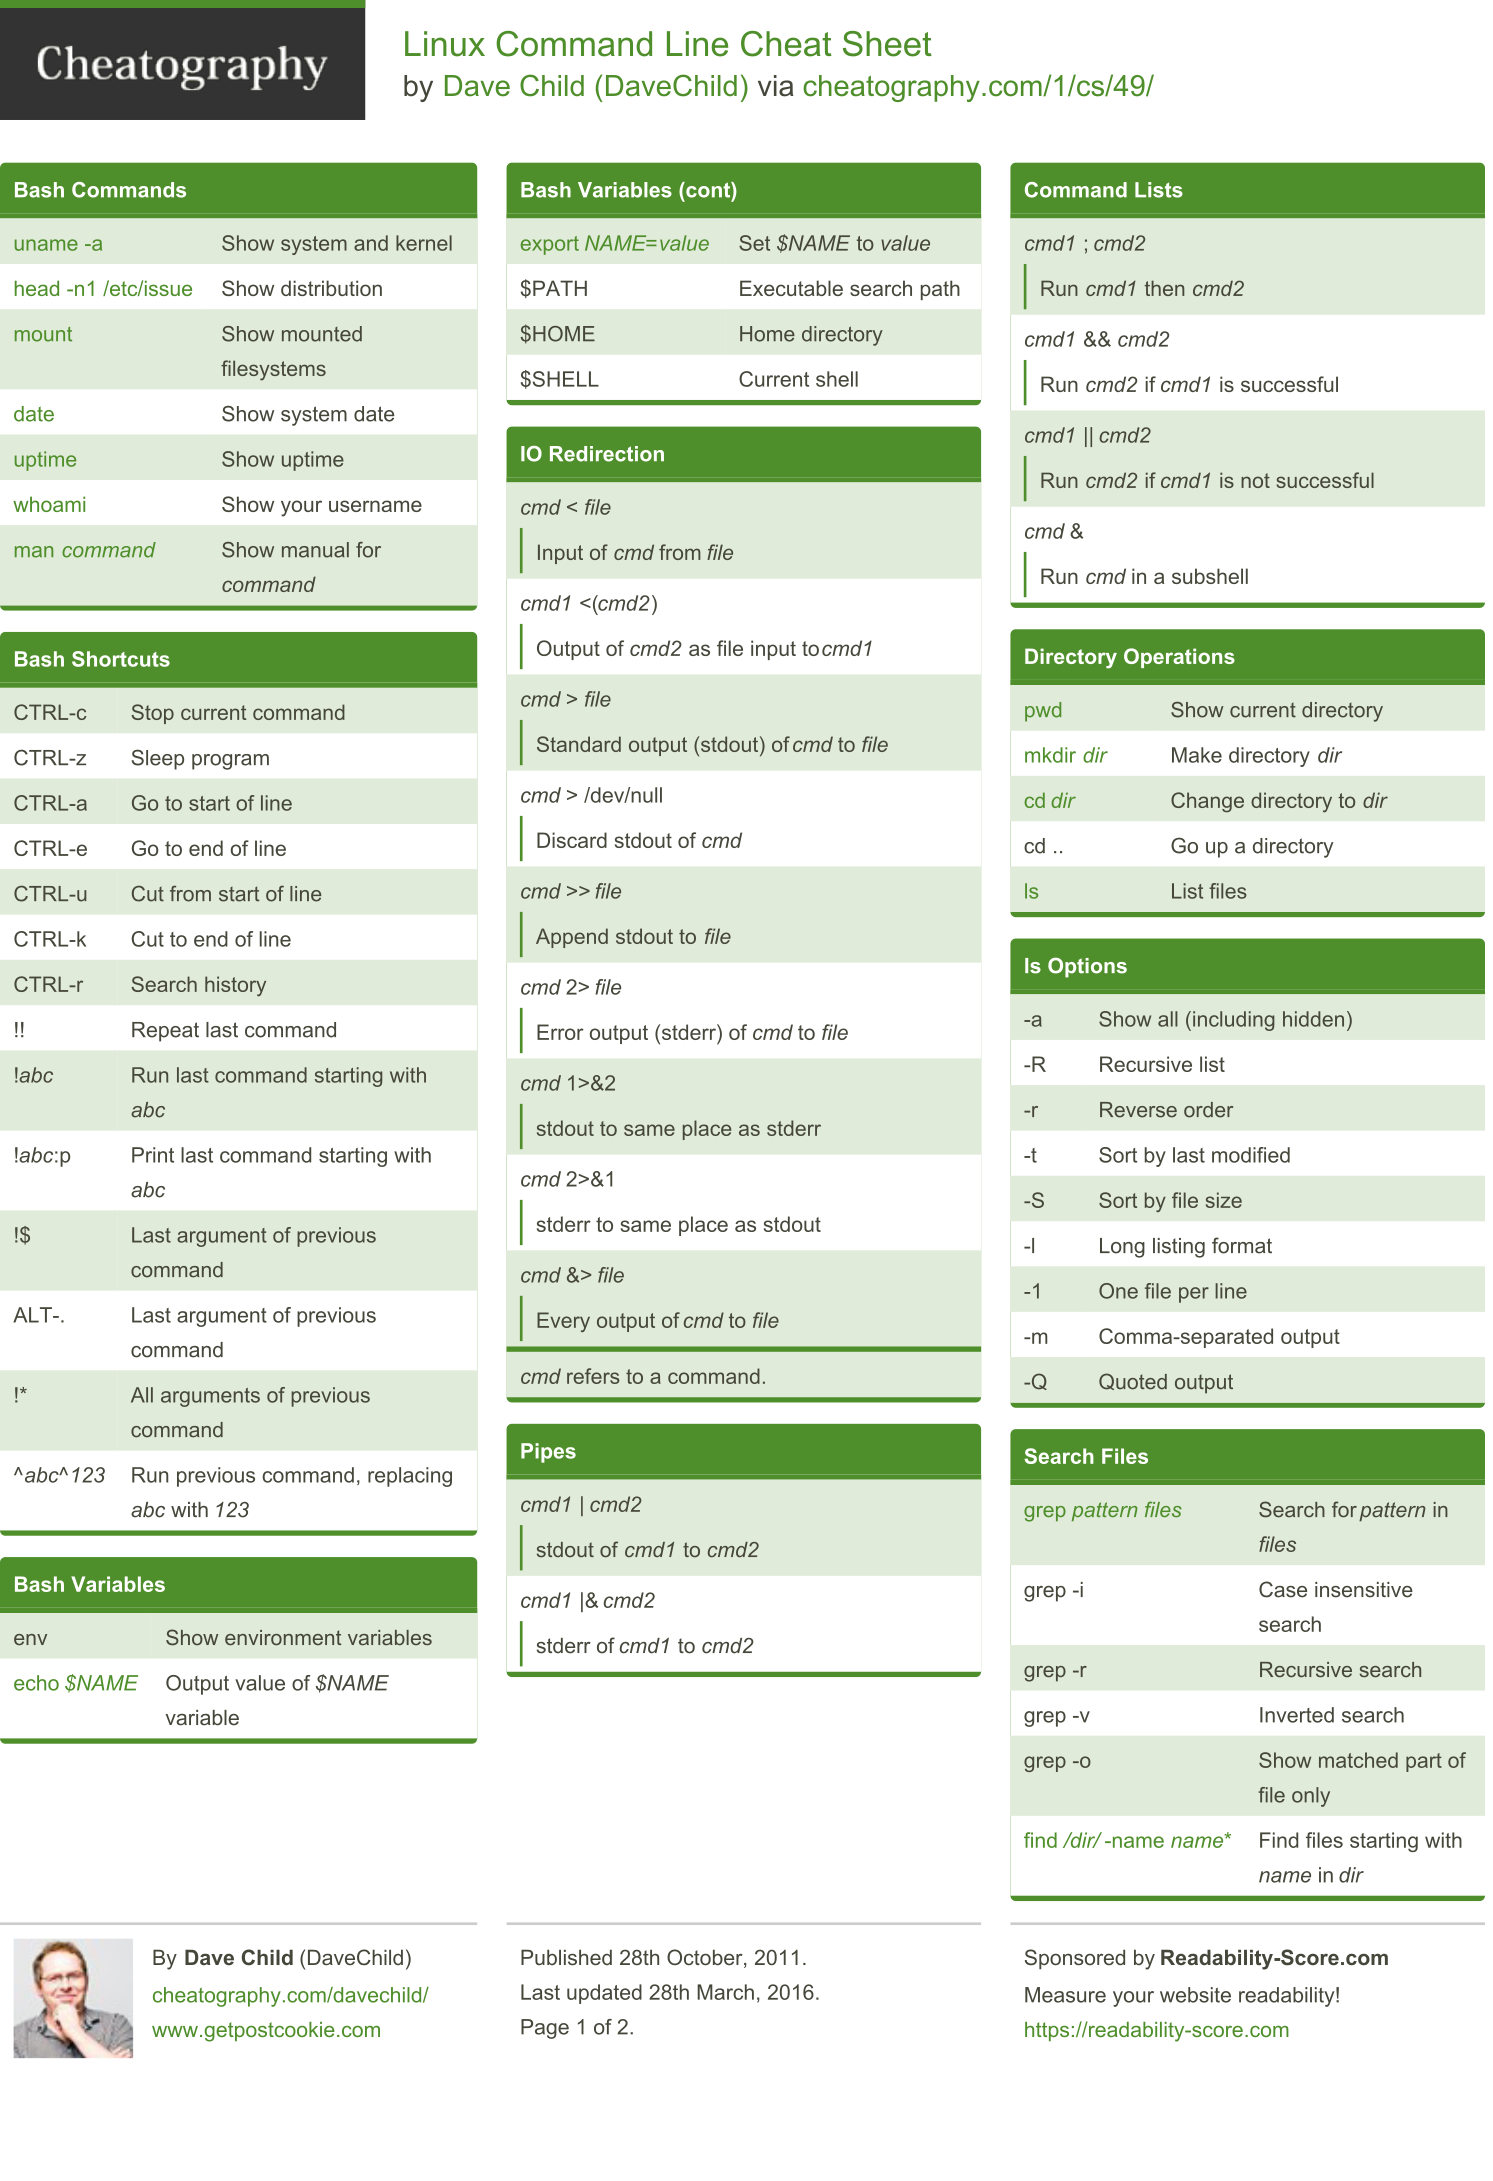 Cheatography
Linux Command Line Cheat Sheet
by Dave Child (DaveChild) via cheatography.com/1/cs/49/
Bash Commands
uname -a Show system and kernel
head -n1 /etc/issue Show distribution
mount Show mounted
filesystems
date Show system date
uptime Show uptime
whoami Show your username
man command Show manual for
command
Bash Shortcuts
CTRL-c Stop current command
CTRL-z Sleep program
CTRL-a Go to start of line
CTRL-e Go to end of line
CTRL-u Cut from start of line
CTRL-k Cut to end of line
CTRL-r Search history
!! Repeat last command
!abc Run last command starting with
abc
!abc:p Print last command starting with
abc
!$ Last argument of previous
command
ALT-. Last argument of previous
command
!* All arguments of previous
command
^abc^123 Run previous command, replacing
abc with 123
Bash Variables
env Show environment variables
echo $NAME Output value of $NAME
variable
Bash Variables (cont)
export NAME=value Set $NAME to value
$PATH Executable search path
$HOME Home directory
$SHELL Current shell
IO Redirection
cmd < file
Input of cmd from file
cmd1 <(cmd2)
Output of cmd2 as file input to cmd1
cmd > file
Standard output (stdout) of cmd to file
cmd > /dev/null
Discard stdout of cmd
cmd >> file
Append stdout to file
cmd 2> file
Error output (stderr) of cmd to file
cmd 1>&2
stdout to same place as stderr
cmd 2>&1
stderr to same place as stdout
cmd &> file
Every output of cmd to file
cmd refers to a command.
Pipes
cmd1 | cmd2
stdout of cmd1 to cmd2
cmd1 |& cmd2
stderr of cmd1 to cmd2
Command Lists
cmd1 ; cmd2
Run cmd1 then cmd2
cmd1 && cmd2
Run cmd2 if cmd1 is successful
cmd1 || cmd2
Run cmd2 if cmd1 is not successful
cmd &
Run cmd in a subshell
Directory Operations
pwd Show current directory
mkdir dir Make directory dir
cd dir Change directory to dir
cd .. Go up a directory
ls List files
ls Options
-a Show all (including hidden)
-R Recursive list
-r Reverse order
-t Sort by last modified
-S Sort by file size
-l Long listing format
-1 One file per line
-m Comma-separated output
-Q Quoted output
Search Files
grep pattern files Search for pattern in
files
grep -i Case insensitive
search
grep -r Recursive search
grep -v Inverted search
grep -o Show matched part of
file only
find /dir/ -name name* Find files starting with
name in dir
By Dave Child (DaveChild)
cheatography.com/davechild/
www.getpostcookie.com
Published 28th October, 2011.
Last updated 28th March, 2016.
Page 1 of 2.
Sponsored by Readability-Score.com
Measure your website readability!
https://readability-score.com